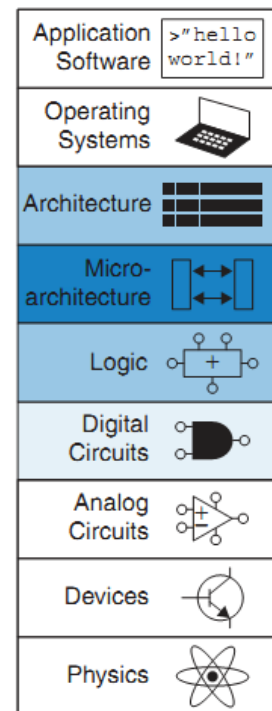 Application
Software
>"hello
world!"
Operating
Systems
Architecture
Micro-
architecture
Logic
+
Digital
Circuits
Analog
Circuits
+
−
Devices
Physics